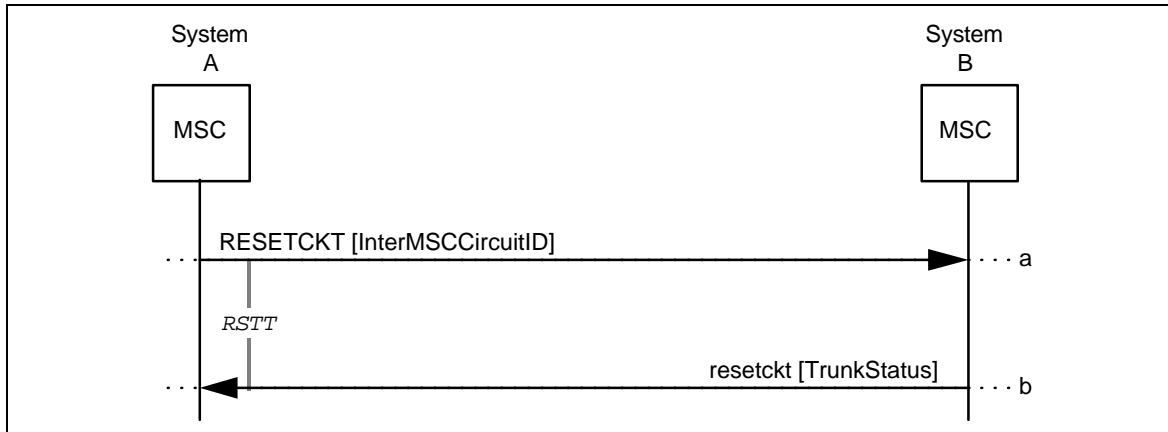 System
A
System
B
MSC
MSC
RESETCKT [InterMSCCircuitID]
a
RSTT
resetckt [TrunkStatus]
b